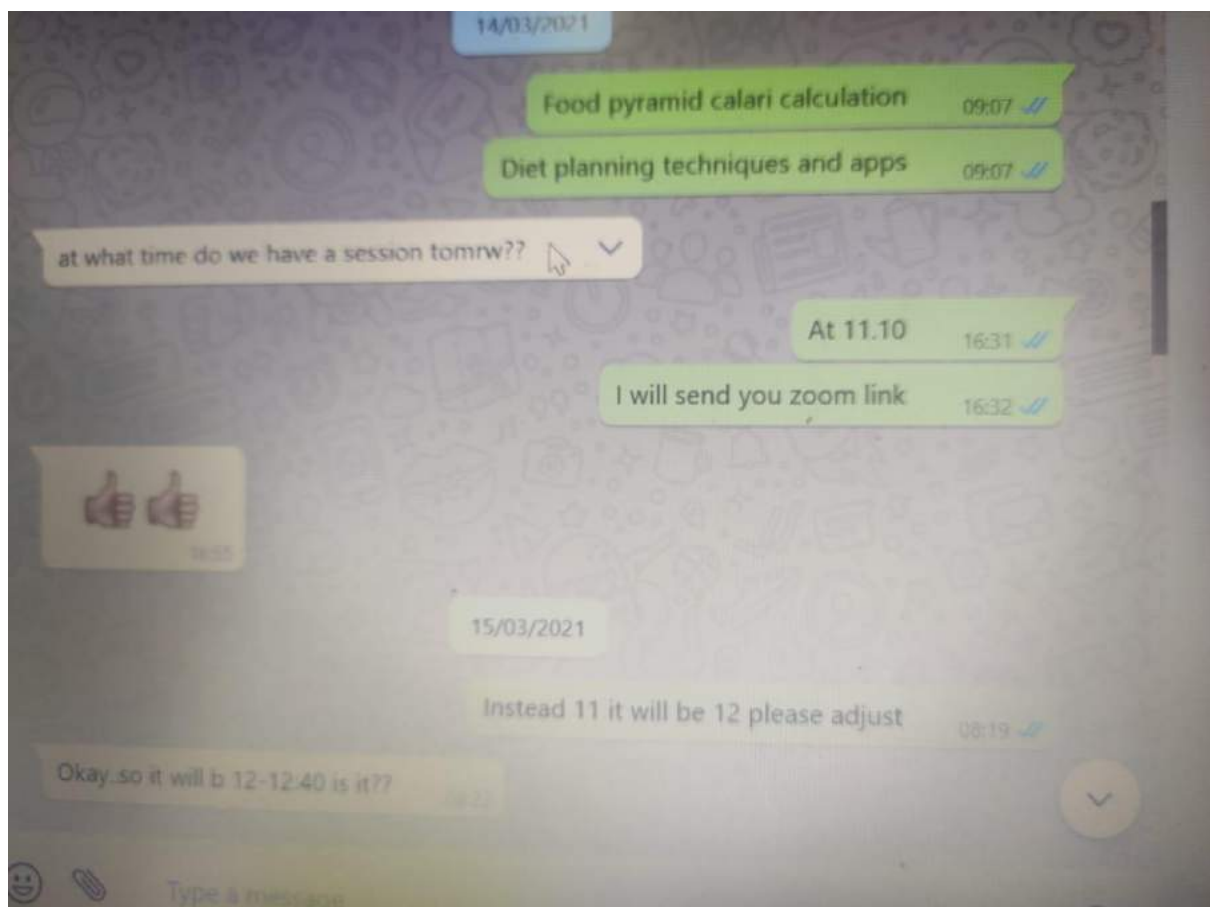 14/03/2021
Food pyramid calari calculation 09:07
Diet planning techniques and apps 09:07
at what time do we have a session tomrw??
At 11.10 16:31
I will send you zoom link 16:32
15/03/2021
Instead 11 it will be 12 please adjust 08:19
Okay..so it will b 12-12:40 is it??
Type a message